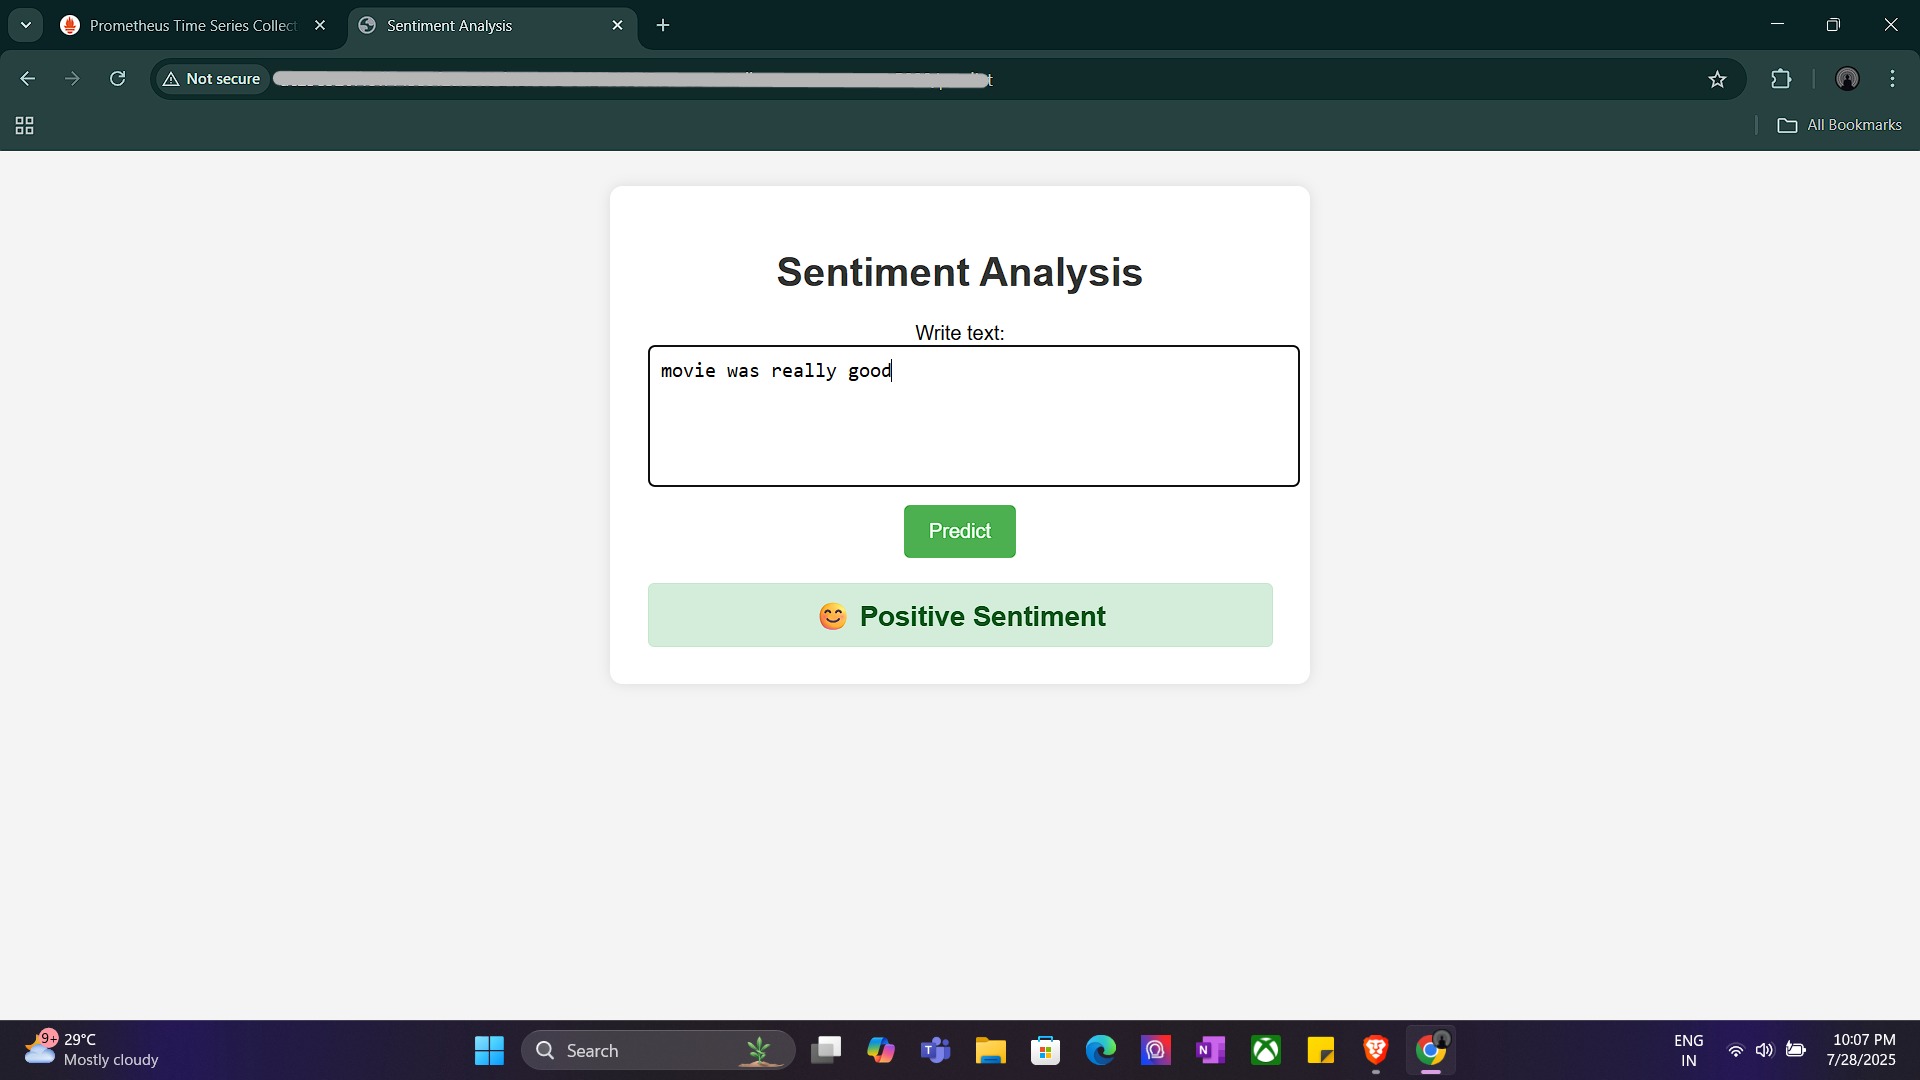 Prometheus Time Series Collect
Sentiment Analysis
Not secure
All Bookmarks
Sentiment Analysis
Write text:
movie was really good
Predict
😊 Positive Sentiment
9+
29°C
Mostly cloudy
Search
ENG
IN
10:07 PM
7/28/2025